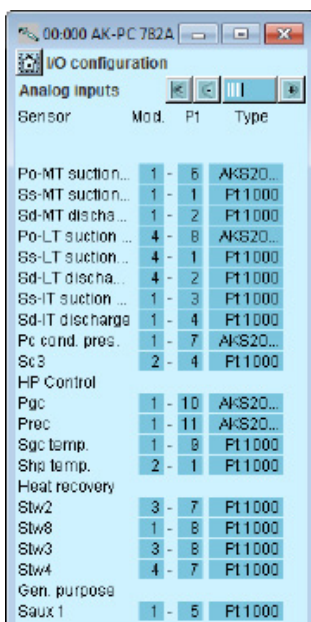 00:000 AK-PC 782A
I/O configuration
Analog inputs
Sensor Mod. Pt Type
Po-MT suction... 1 - 6 AKS20...
Ss-MT suction... 1 - 1 Pt1000
Sd-MT discha... 1 - 2 Pt1000
Po-LT suction ... 4 - 8 AKS20...
Ss-LT suction... 4 - 1 Pt1000
Sd-LT discha... 4 - 2 Pt1000
Ss-IT suction ... 1 - 3 Pt1000
Sd-IT discharge 1 - 4 Pt1000
Pc cond. pres. 1 - 7 AKS20...
Sc3 2 - 4 Pt1000
HP Control
Pgc 1 - 10 AKS20...
Prec 1 - 11 AKS20...
Sgc temp. 1 - 9 Pt1000
Shp temp. 2 - 1 Pt1000
Heat recovery
Stw2 3 - 7 Pt1000
Stw8 1 - 8 Pt1000
Stw3 3 - 8 Pt1000
Stw4 4 - 7 Pt1000
Gen. purpose
Saux 1 1 - 5 Pt1000